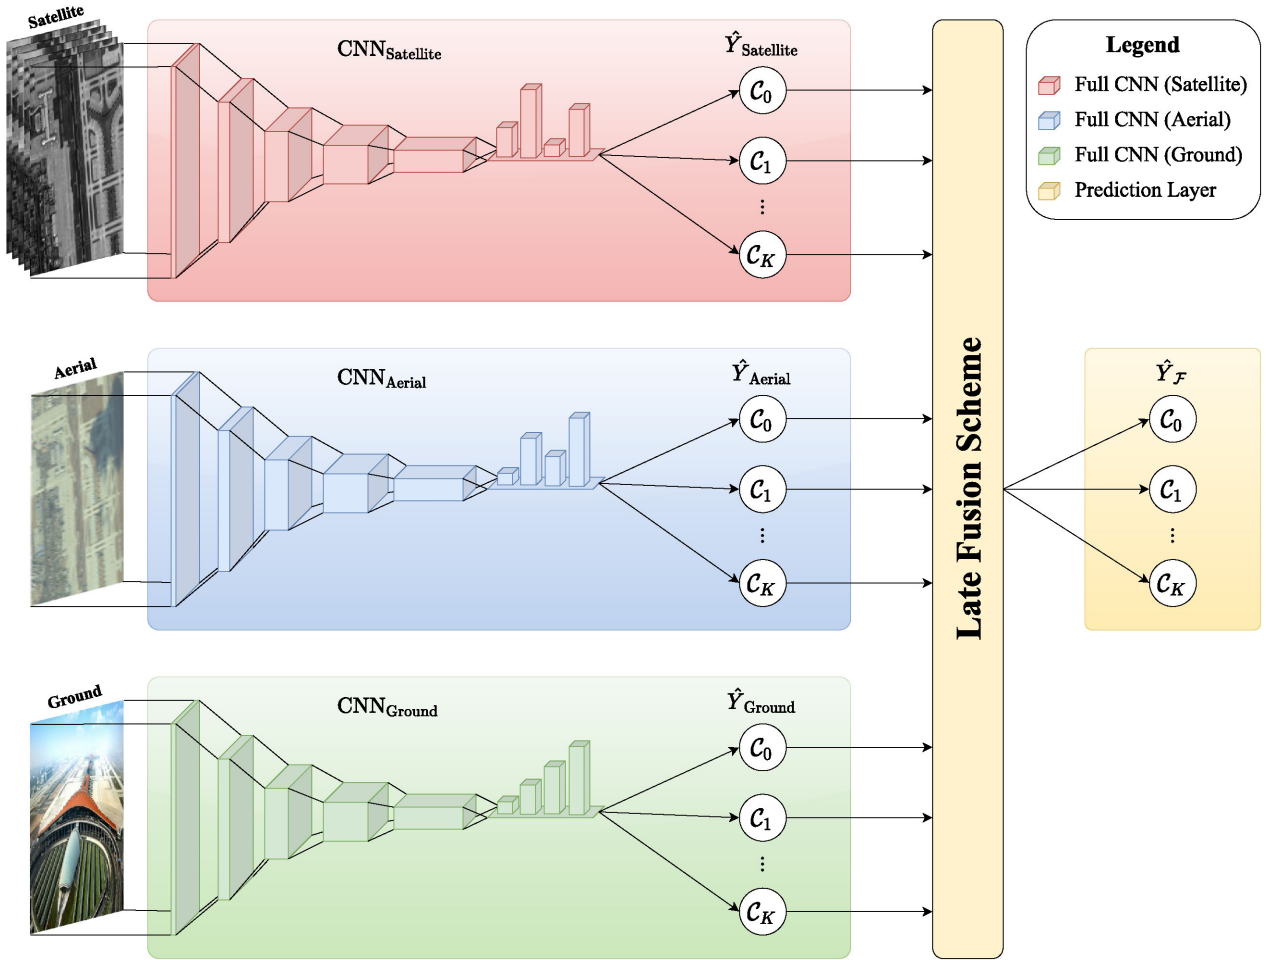 Satellite
CNN_Satellite
Ŷ_Satellite
C_0
C_1
⋮
C_K
Aerial
CNN_Aerial
Ŷ_Aerial
C_0
C_1
⋮
C_K
Ground
CNN_Ground
Ŷ_Ground
C_0
C_1
⋮
C_K
Late Fusion Scheme
Legend
Full CNN (Satellite)
Full CNN (Aerial)
Full CNN (Ground)
Prediction Layer
Ŷ_F
C_0
C_1
⋮
C_K